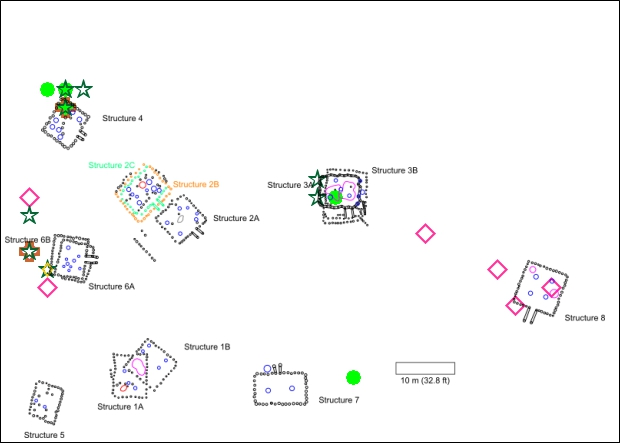 Structure 4
Structure 2C
Structure 3B
Structure 2B
Structure 3A
Structure 2A
Structure 6B
Structure 6A
Structure 8
Structure 1B
10 m (32.8 ft)
Structure 7
Structure 1A
Structure 5